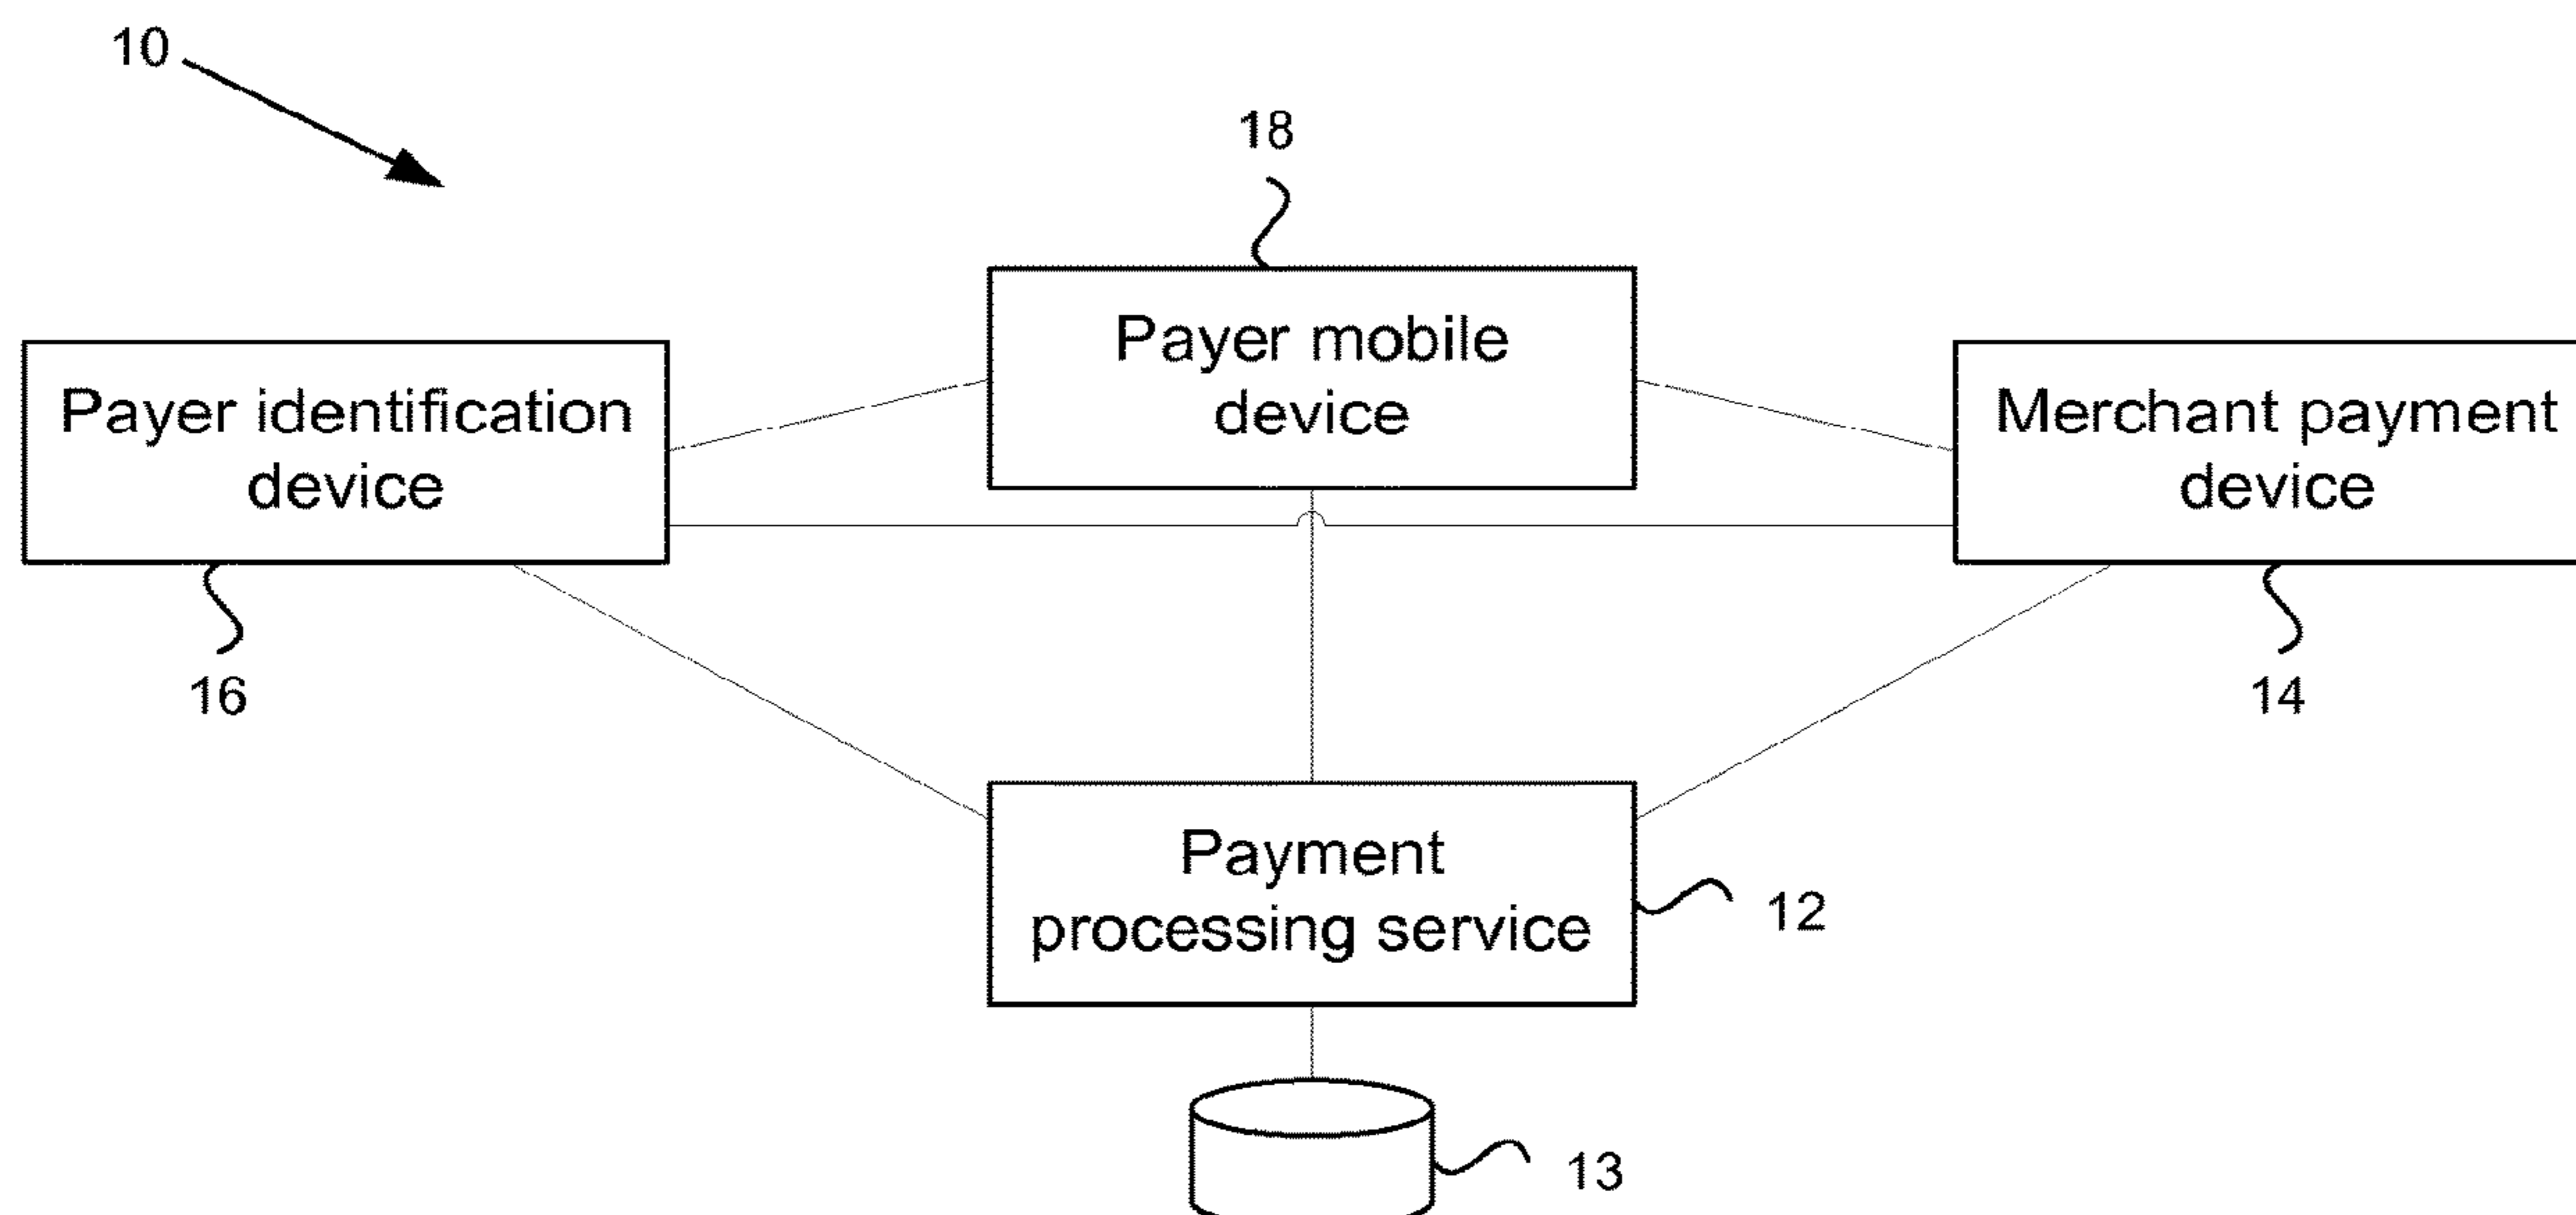 10
18
Payer mobile
device
Payer identification
device
Merchant payment
device
16
14
Payment
processing service
12
13